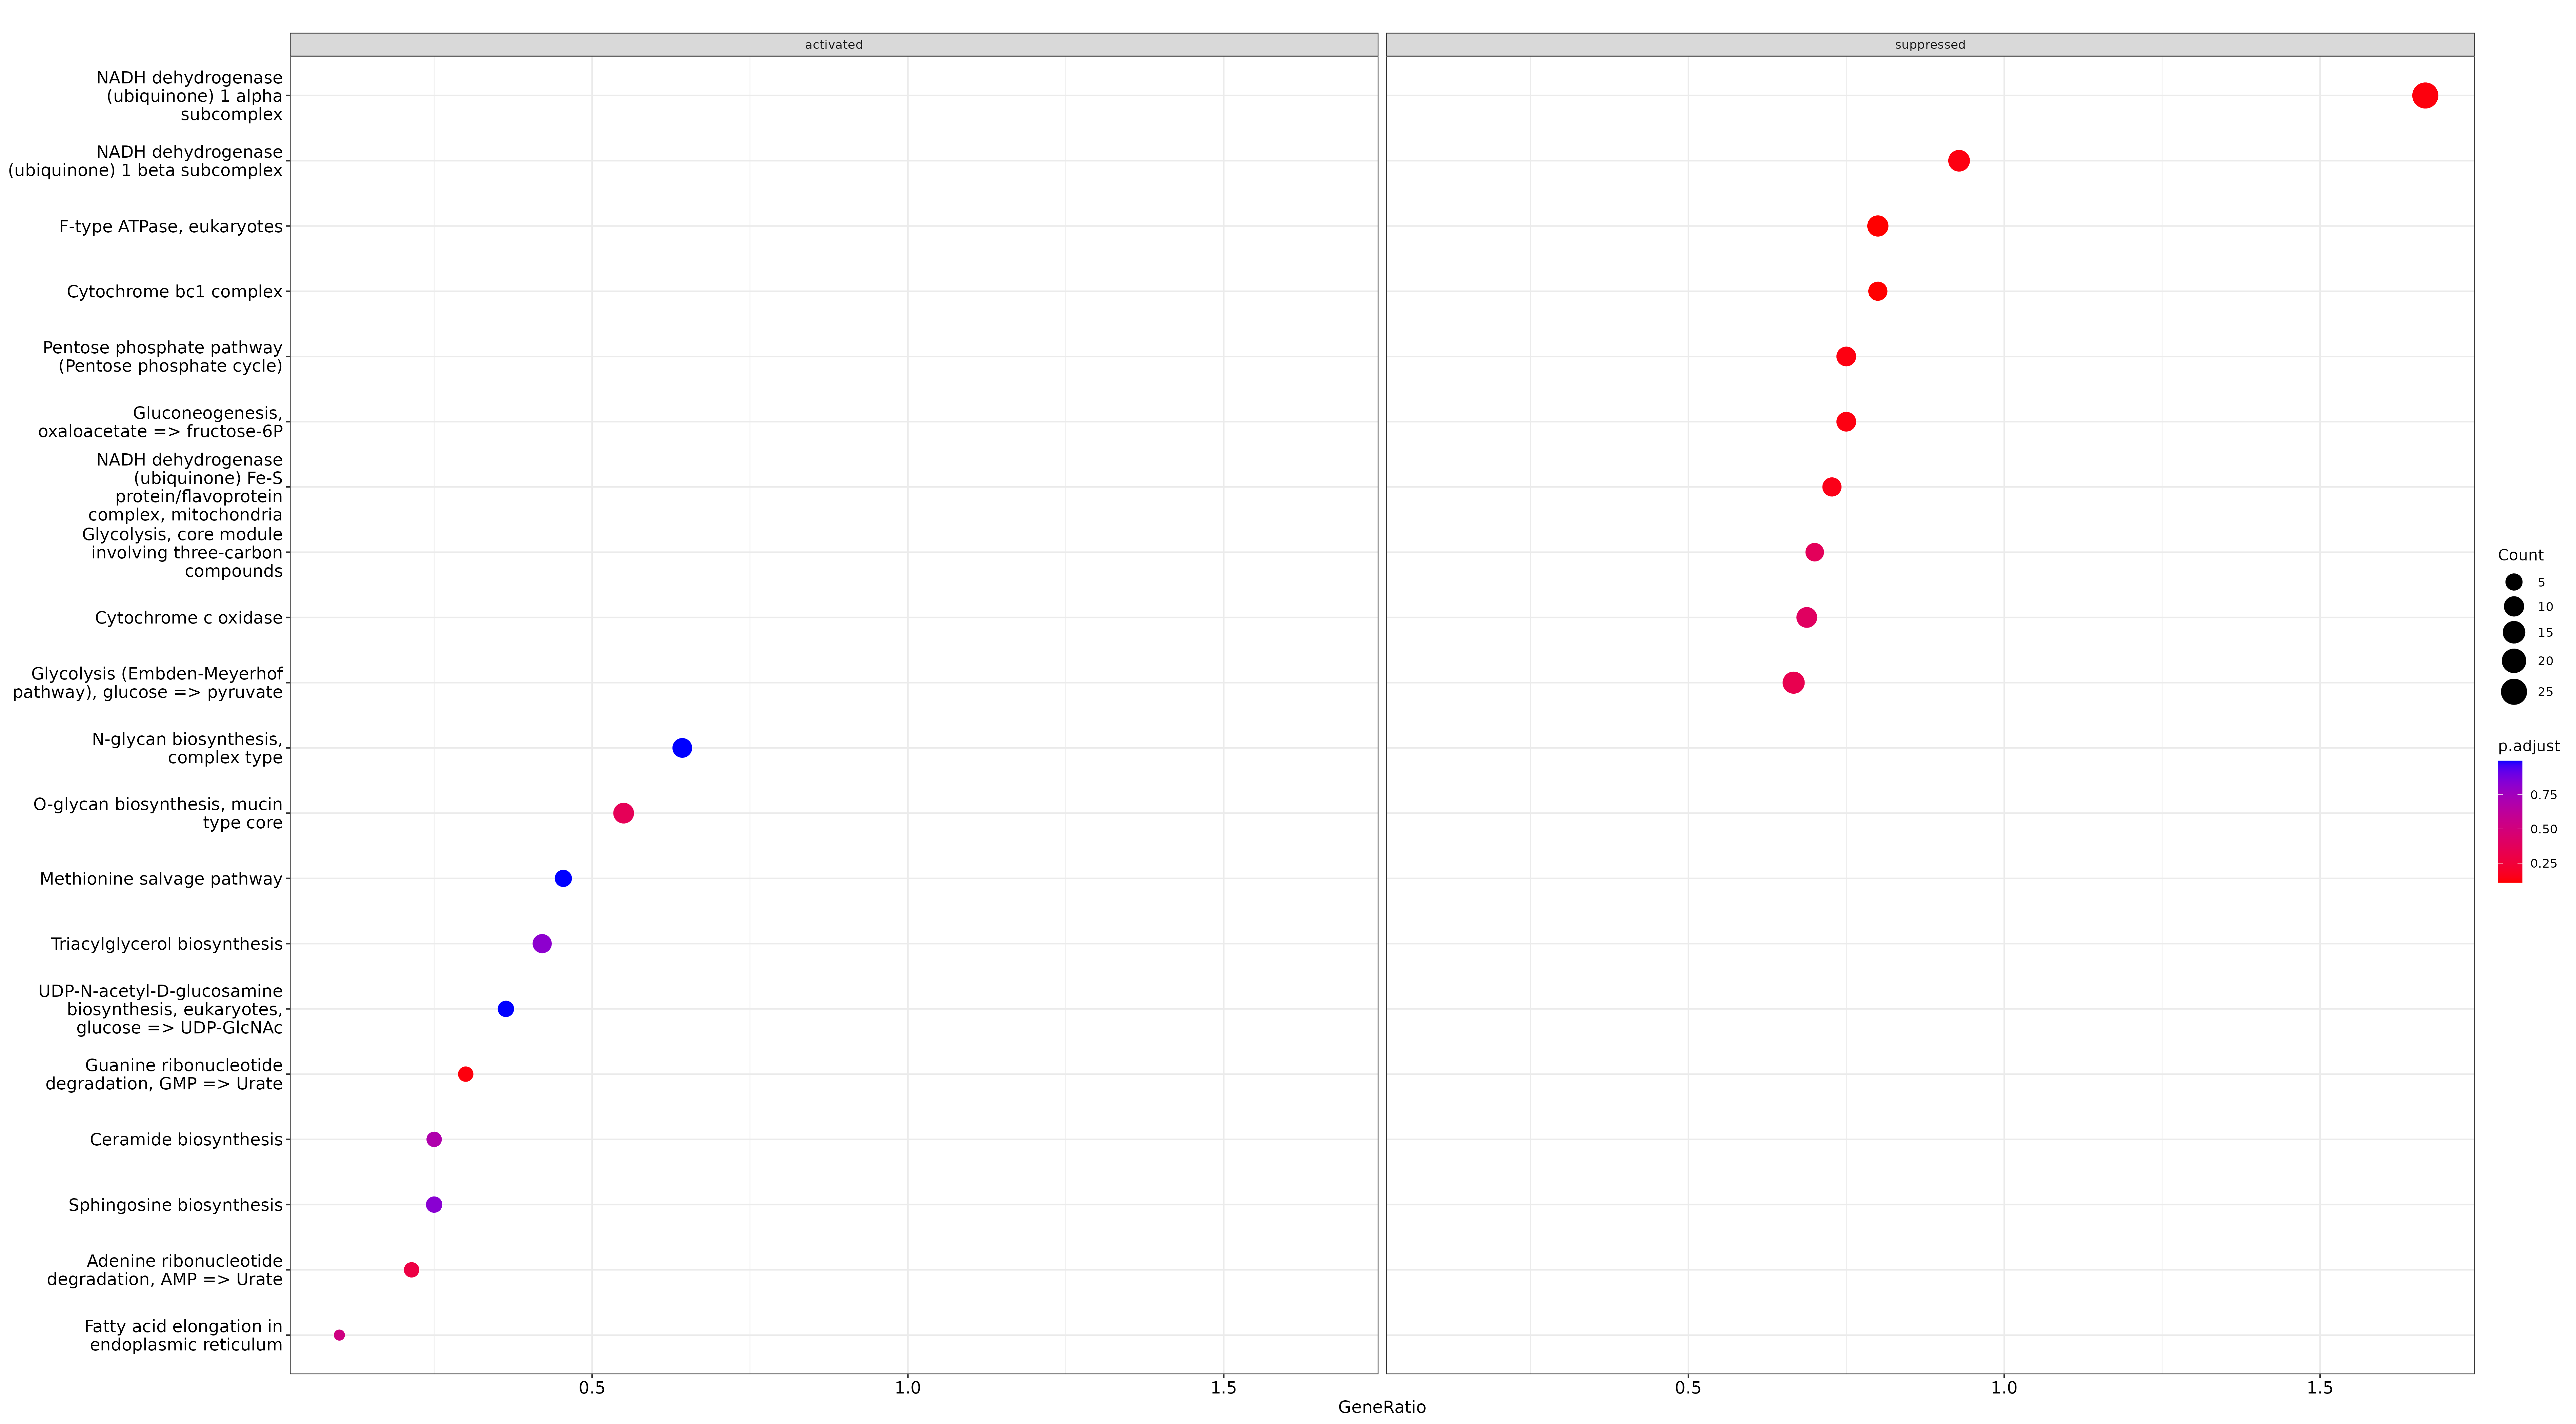 activated
suppressed
NADH dehydrogenase
(ubiquinone) 1 alpha
subcomplex
NADH dehydrogenase
(ubiquinone) 1 beta subcomplex
F-type ATPase, eukaryotes
Cytochrome bc1 complex
Pentose phosphate pathway
(Pentose phosphate cycle)
Gluconeogenesis,
oxaloacetate => fructose-6P
NADH dehydrogenase
(ubiquinone) Fe-S
protein/flavoprotein
complex, mitochondria
Glycolysis, core module
involving three-carbon
compounds
Cytochrome c oxidase
Glycolysis (Embden-Meyerhof
pathway), glucose => pyruvate
N-glycan biosynthesis,
complex type
O-glycan biosynthesis, mucin
type core
Methionine salvage pathway
Triacylglycerol biosynthesis
UDP-N-acetyl-D-glucosamine
biosynthesis, eukaryotes,
glucose => UDP-GlcNAc
Guanine ribonucleotide
degradation, GMP => Urate
Ceramide biosynthesis
Sphingosine biosynthesis
Adenine ribonucleotide
degradation, AMP => Urate
Fatty acid elongation in
endoplasmic reticulum
0.5 1.0 1.5
0.5 1.0 1.5
GeneRatio
Count
5
10
15
20
25
p.adjust
0.75
0.50
0.25